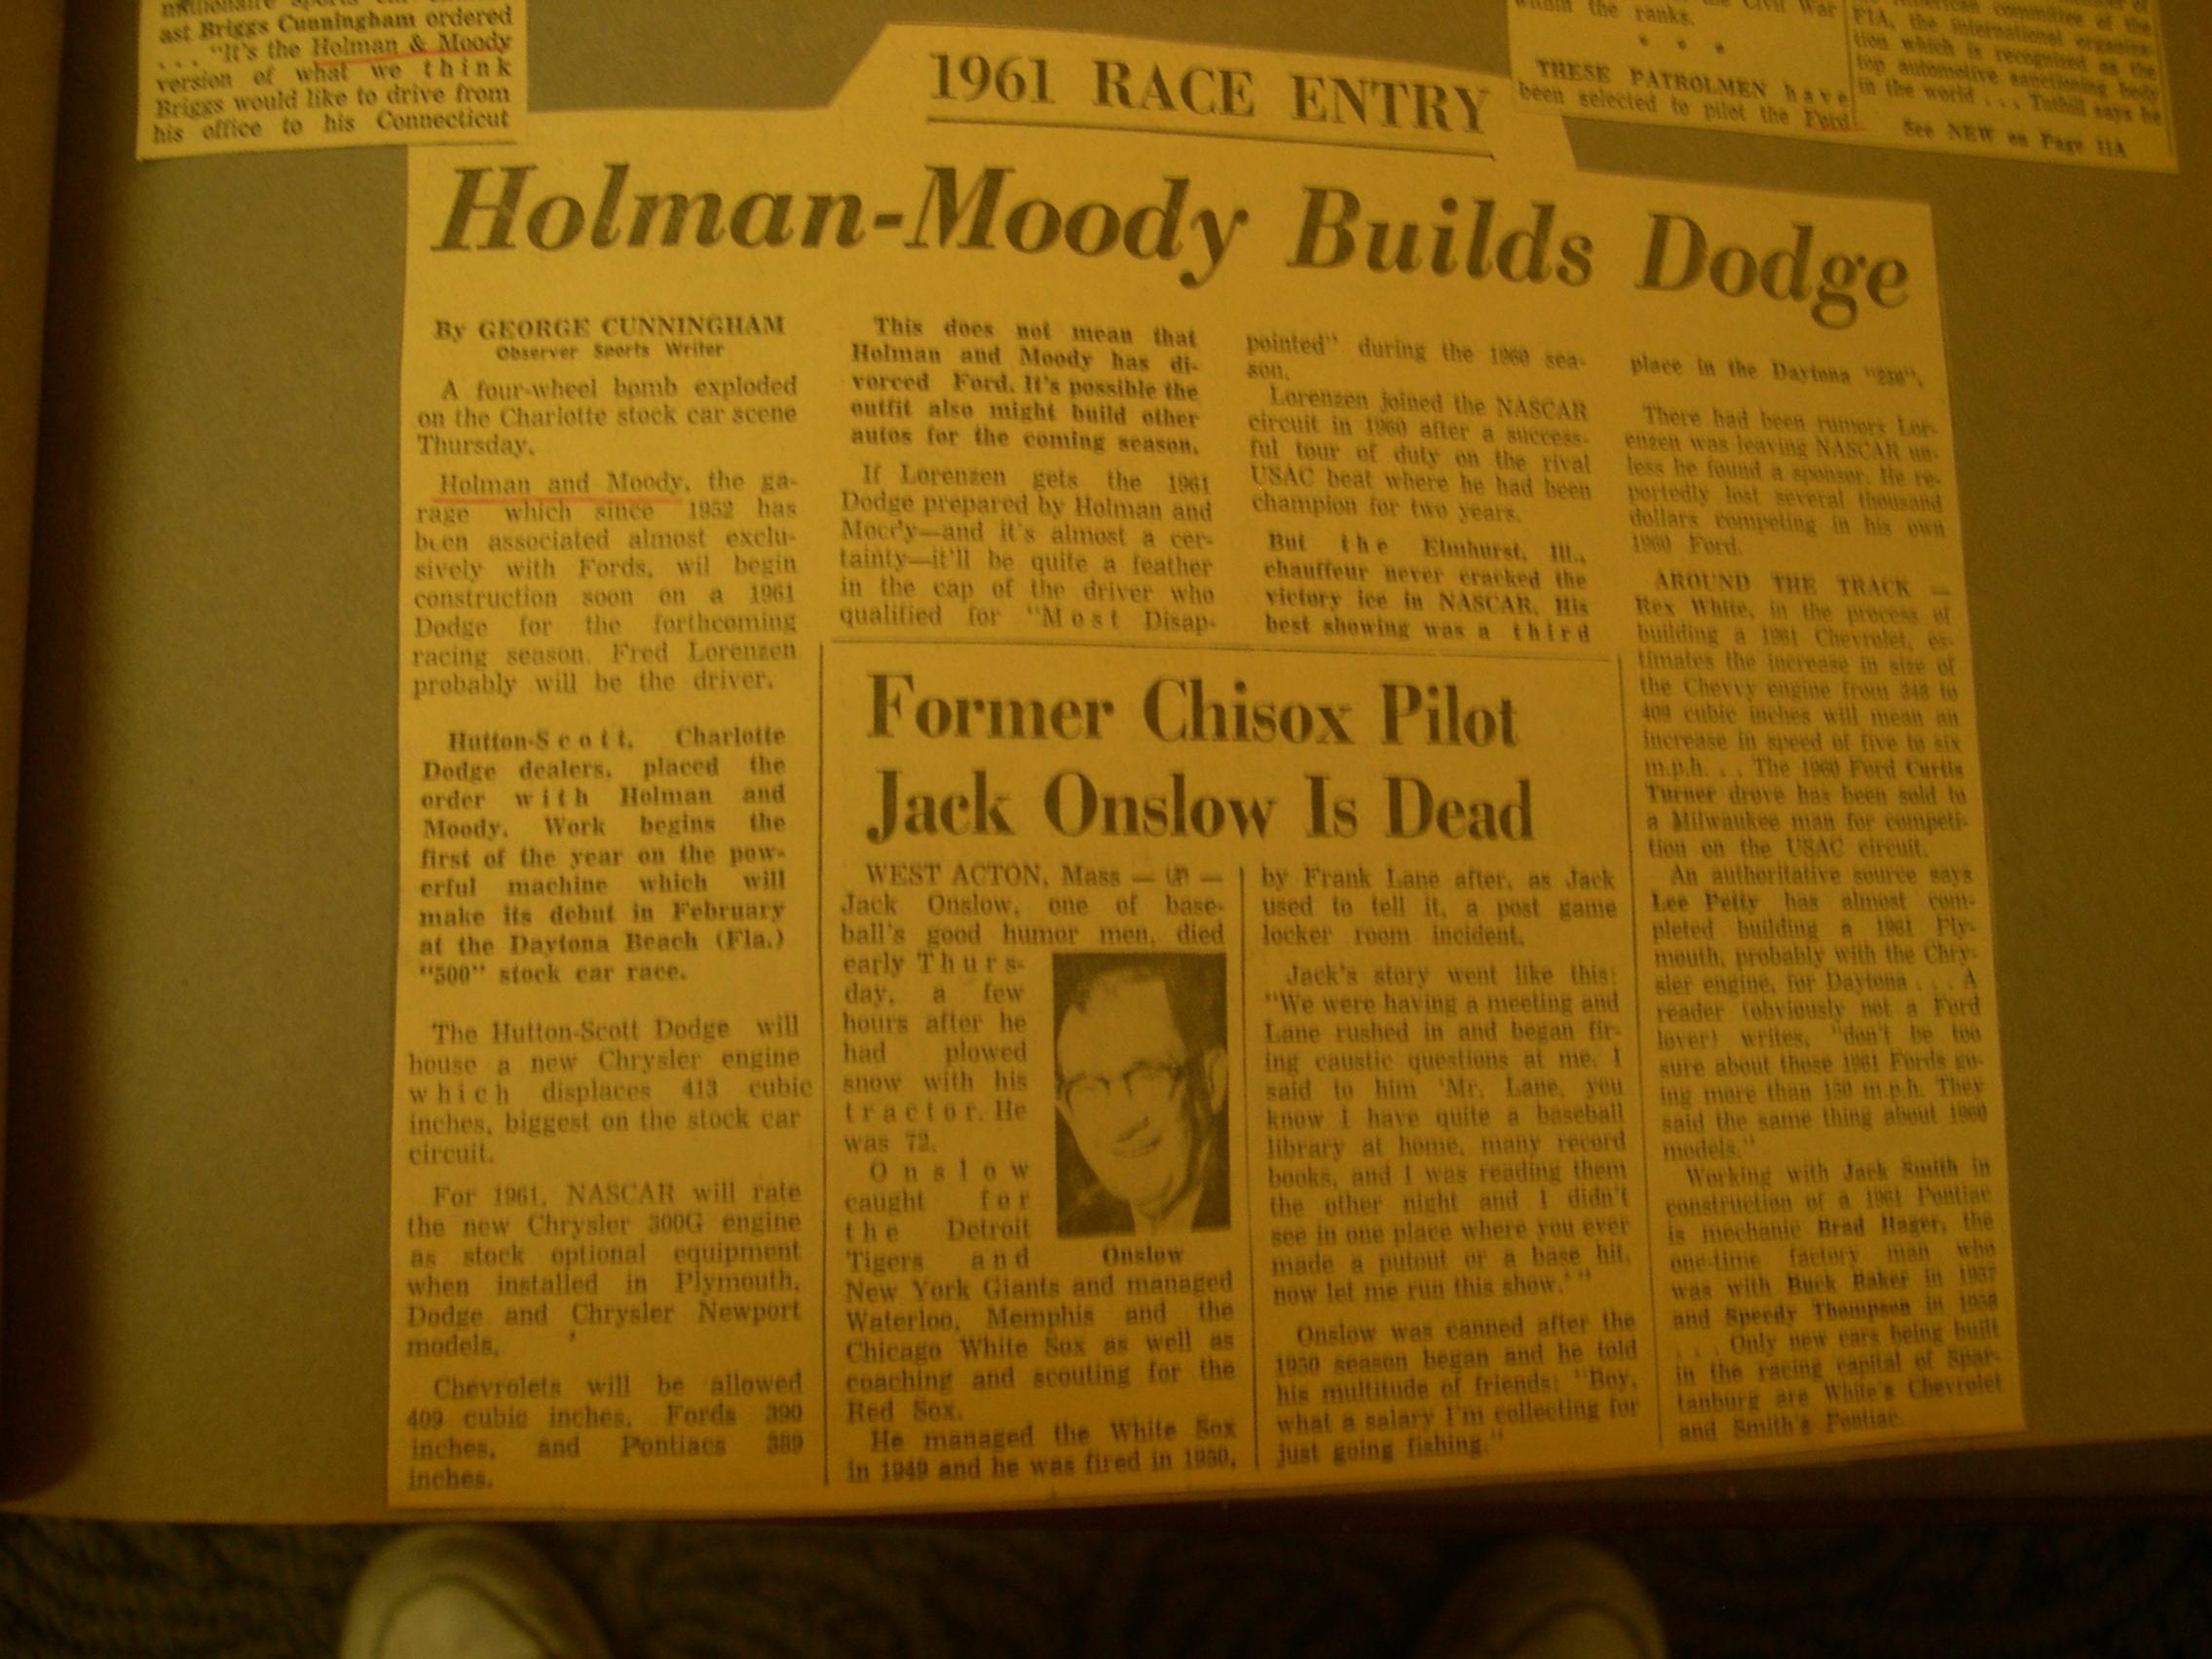 ast Briggs Cunningham ordered
. . . "It's the Holman & Moody
version of what we think
Briggs would like to drive from
his office to his Connecticut
within the ranks.
* * *
THESE PATROLMEN have
been selected to pilot the Ford
American committee of the
FIA, the international organiza-
tion which is recognized as the
top automotive sanctioning body
in the world . . . Tuthill says he
See NEW on Page 11A
1961 RACE ENTRY
Holman-Moody Builds Dodge
By GEORGE CUNNINGHAM
Observer Sports Writer
A four-wheel bomb exploded
on the Charlotte stock car scene
Thursday.
Holman and Moody, the ga-
rage which since 1952 has
been associated almost exclu-
sively with Fords, wil begin
construction soon on a 1961
Dodge for the forthcoming
racing season. Fred Lorenzen
probably will be the driver.
Hutton-Scott, Charlotte
Dodge dealers, placed the
order with Holman and
Moody. Work begins the
first of the year on the pow-
erful machine which will
make its debut in February
at the Daytona Beach (Fla.)
"500" stock car race.
The Hutton-Scott Dodge will
house a new Chrysler engine
which displaces 413 cubic
inches, biggest on the stock car
circuit.
For 1961, NASCAR will rate
the new Chrysler 300G engine
as stock optional equipment
when installed in Plymouth,
Dodge and Chrysler Newport
models.
Chevrolets will be allowed
409 cubic inches, Fords 390
inches, and Pontiacs 389
inches.
This does not mean that
Holman and Moody has di-
vorced Ford. It's possible the
outfit also might build other
autos for the coming season.
If Lorenzen gets the 1961
Dodge prepared by Holman and
Moody—and it's almost a cer-
tainty—it'll be quite a feather
in the cap of the driver who
qualified for "Most Disap-
pointed" during the 1960 sea-
son.
Lorenzen joined the NASCAR
circuit in 1960 after a success-
ful tour of duty on the rival
USAC beat where he had been
champion for two years.
But the Elmhurst, Ill.,
chauffeur never cracked the
victory ice in NASCAR. His
best showing was a third
place in the Daytona "250".
There had been rumors Lor-
enzen was leaving NASCAR un-
less he found a sponsor. He re-
portedly lost several thousand
dollars competing in his own
1960 Ford.
AROUND THE TRACK —
Rex White, in the process of
building a 1961 Chevrolet, es-
timates the increase in size of
the Chevvy engine from 348 to
409 cubic inches will mean an
increase in speed of five to six
m.p.h. . . The 1960 Ford Curtis
Turner drove has been sold to
a Milwaukee man for competi-
tion on the USAC circuit.
An authoritative source says
Lee Petty has almost com-
pleted building a 1961 Ply-
mouth, probably with the Chry-
sler engine, for Daytona . . . A
reader (obviously not a Ford
lover) writes, "don't be too
sure about those 1961 Fords go-
ing more than 150 m.p.h. They
said the same thing about 1960
models."
Working with Jack Smith in
construction of a 1961 Pontiac
is mechanic Brad Hager, the
one-time factory man who
was with Buck Baker in 1957
and Speedy Thompson in 1958
. . . Only new cars being built
in the racing capital of Spar-
tanburg are White's Chevrolet
and Smith's Pontiac.
Former Chisox Pilot
Jack Onslow Is Dead
WEST ACTON, Mass — (AP) —
Jack Onslow, one of base-
ball's good humor men, died
early Thurs-
day, a few
hours after he
had plowed
snow with his
tractor. He
was 72.
Onslow
caught for
the Detroit
Tigers and
Onslow
New York Giants and managed
Waterloo, Memphis and the
Chicago White Sox as well as
coaching and scouting for the
Red Sox.
He managed the White Sox
in 1949 and he was fired in 1950,
by Frank Lane after, as Jack
used to tell it, a post game
locker room incident.
Jack's story went like this:
"We were having a meeting and
Lane rushed in and began fir-
ing caustic questions at me. I
said to him 'Mr. Lane, you
know I have quite a baseball
library at home, many record
books, and I was reading them
the other night and I didn't
see in one place where you ever
made a putout or a base hit,
now let me run this show.' "
Onslow was canned after the
1950 season began and he told
his multitude of friends: "Boy,
what a salary I'm collecting for
just going fishing."